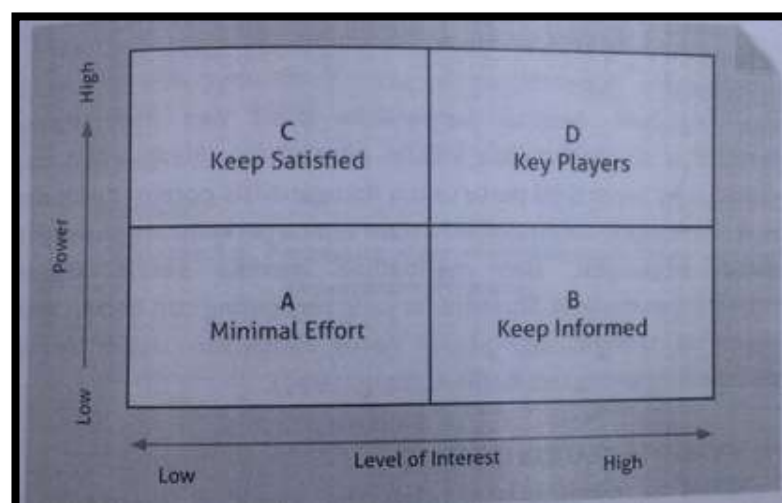 High
Power
Low
C
Keep Satisfied
D
Key Players
A
Minimal Effort
B
Keep Informed
Low
Level of Interest
High